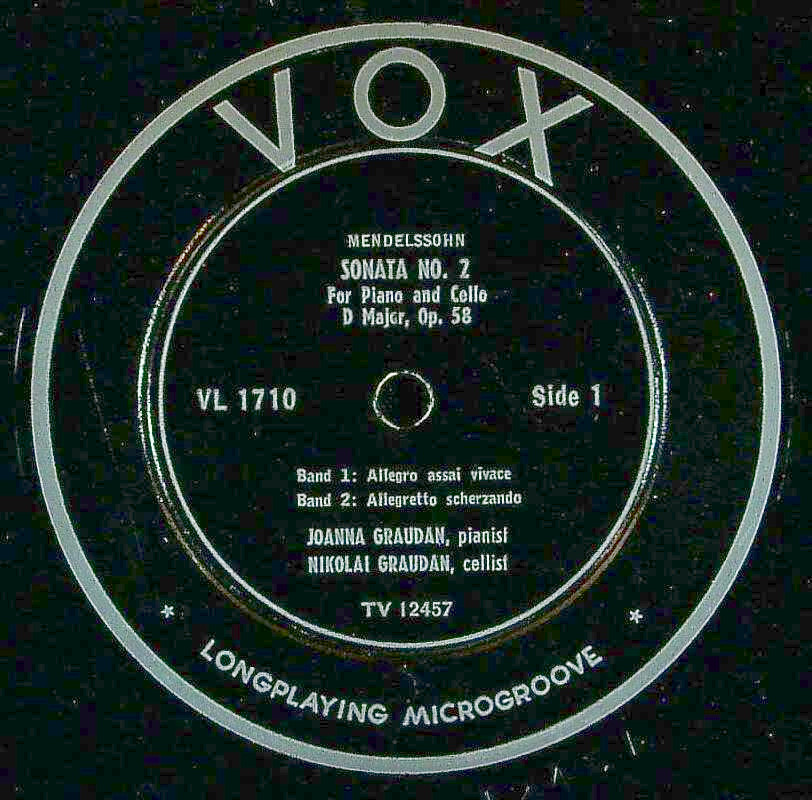 VOX
MENDELSSOHN
SONATA NO. 2
For Piano and Cello
D Major, Op. 58
VL 1710
Side 1
Band 1: Allegro assai vivace
Band 2: Allegretto scherzando
JOANNA GRAUDAN, pianist
NIKOLAI GRAUDAN, cellist
TV 12457
* LONGPLAYING MICROGROOVE *